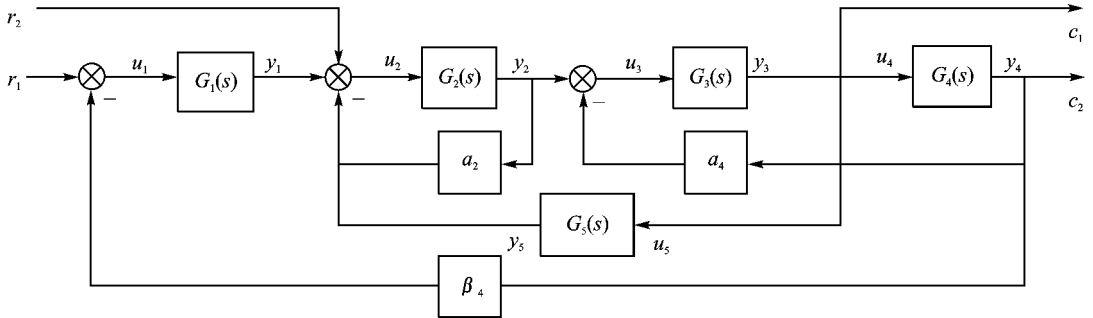 r₂
c₁
r₁ u₁ G₁(s) y₁ u₂ G₂(s) y₂ u₃ G₃(s) y₃ u₄ G₄(s) y₄
− − −
c₂
a₂ a₄
G₅(s)
y₅ u₅
β₄